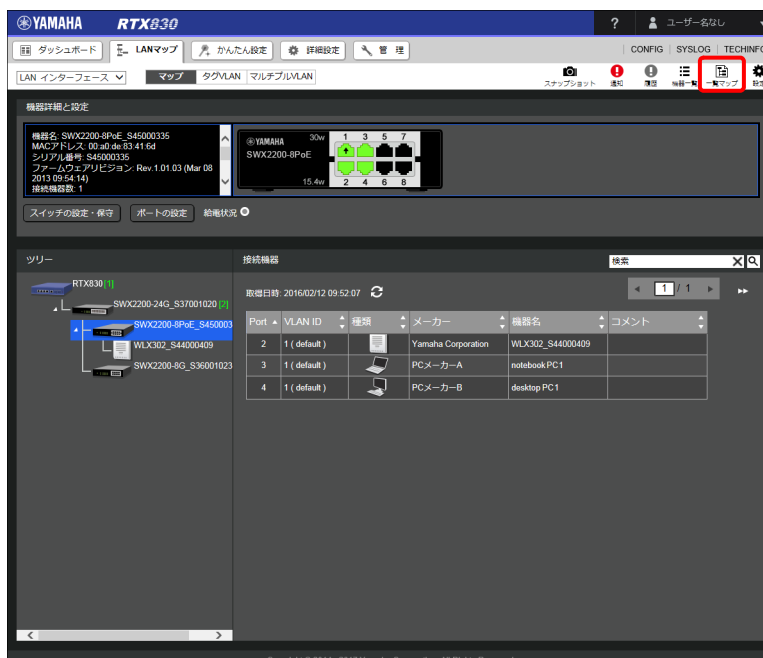 YAMAHA RTX830 ? ユーザー名なし
ダッシュボード LANマップ かんたん設定 詳細設定 管 理 CONFIG SYSLOG TECHINFO
LAN インターフェース マップ タグVLAN マルチプルVLAN スナップショット 通知 履歴 機器一覧 一覧マップ 設定
機器詳細と設定
機器名: SWX2200-8PoE_S45000335
MACアドレス: 00:a0:de:83:41:6d
シリアル番号: S45000335
ファームウェアリビジョン: Rev.1.01.03 (Mar 08
2013 09:54:14)
接続機器数: 1
YAMAHA 30w 1 3 5 7
SWX2200-8PoE
15.4w 2 4 6 8
スイッチの設定・保守 ポートの設定 給電状況
ツリー
RTX830 [1]
SWX2200-24G_S37001020 [2]
SWX2200-8PoE_S450003
WLX302_S44000409
SWX2200-8G_S36001023
接続機器 検索
取得日時: 2016/02/12 09:52:07 1 / 1
Port VLAN ID 種類 メーカー 機器名 コメント
2 1 ( default ) Yamaha Corporation WLX302_S44000409
3 1 ( default ) PCメーカーA notebook PC1
4 1 ( default ) PCメーカーB desktop PC1